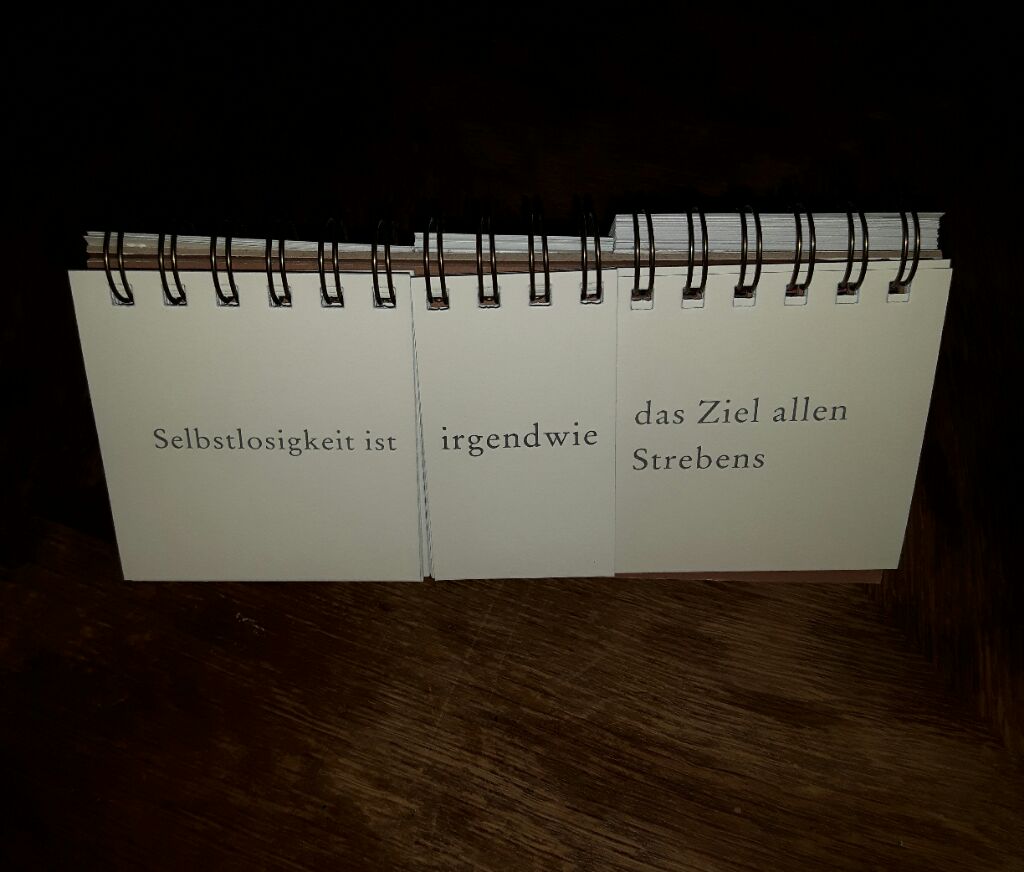 Selbstlosigkeit ist
irgendwie
das Ziel allen
Strebens